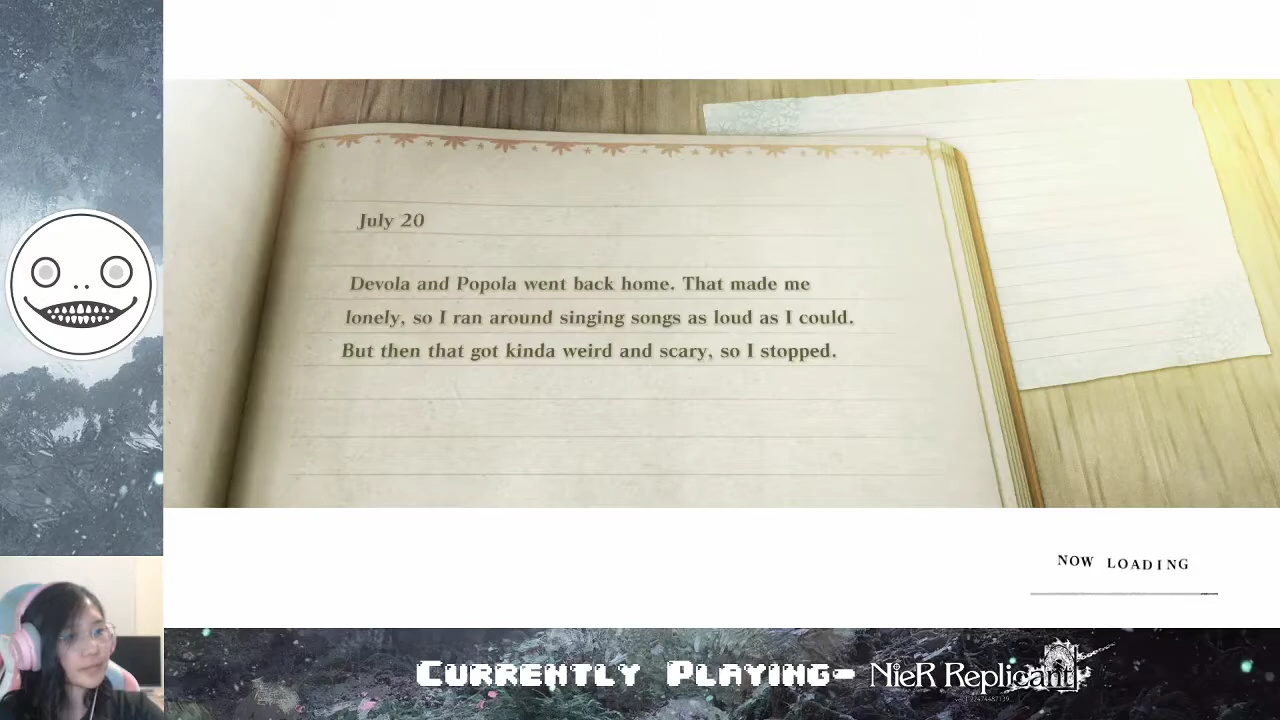 July 20
Devola and Popola went back home. That made me
lonely, so I ran around singing songs as loud as I could.
But then that got kinda weird and scary, so I stopped.
NOW LOADING
CURRENTLY PLAYING-
NieR Replicant